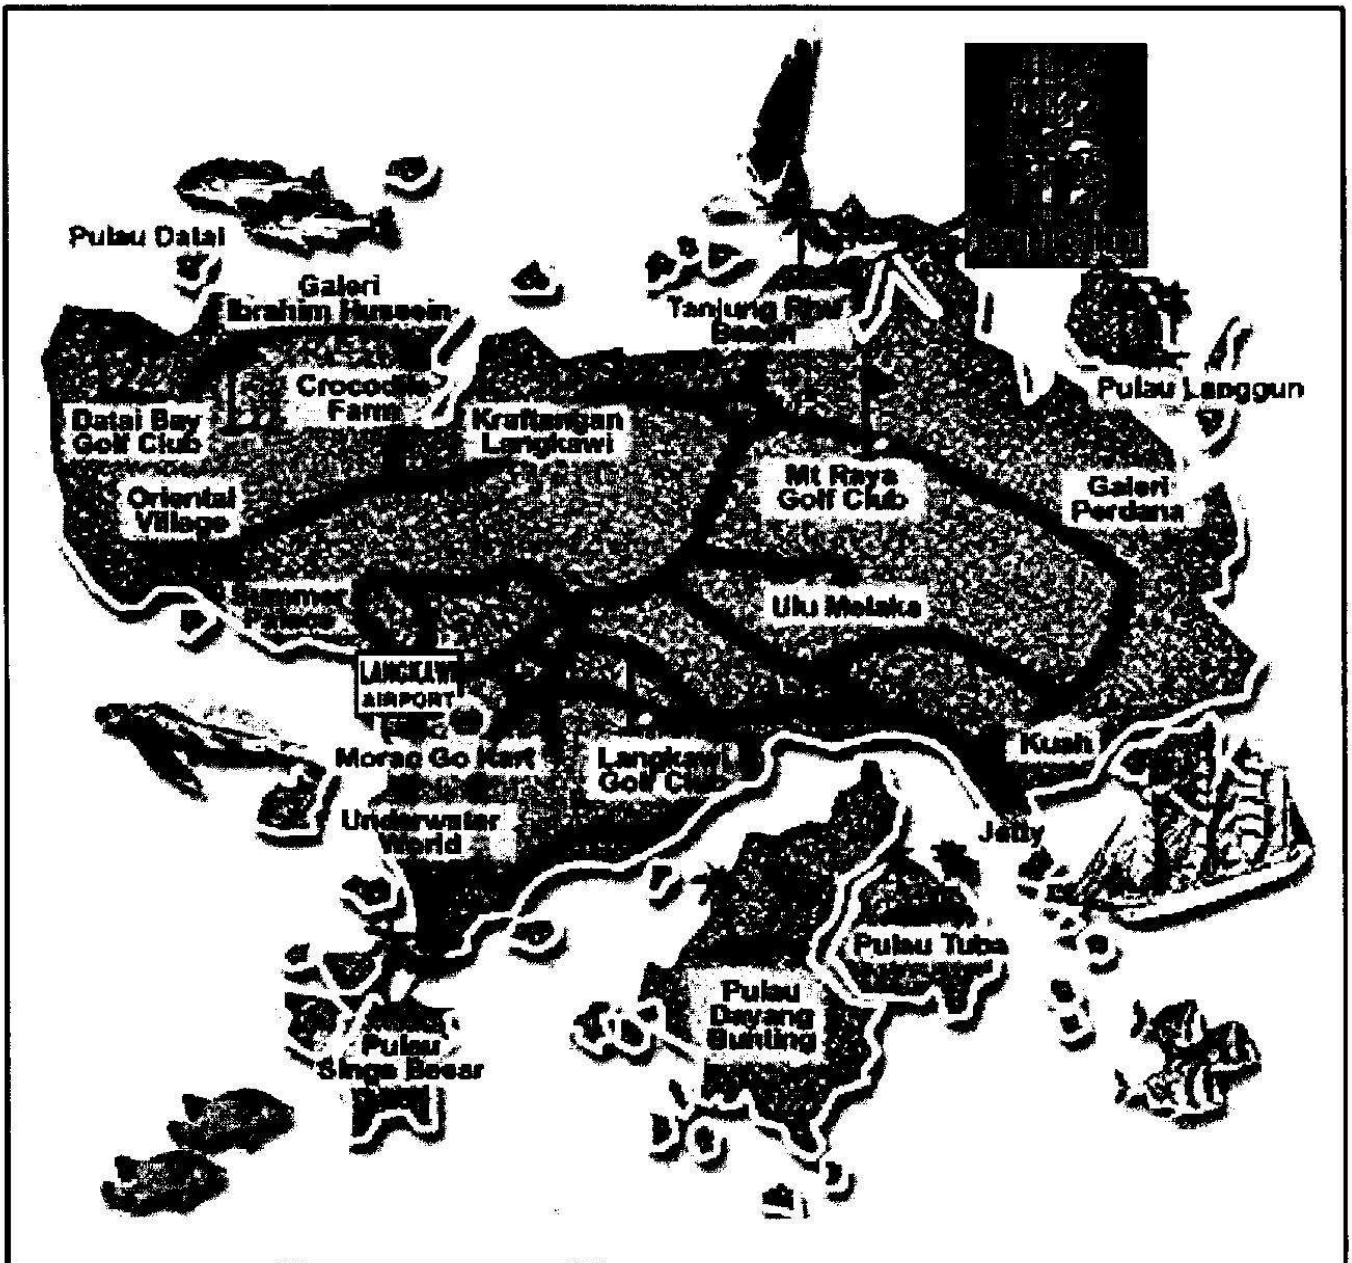 Pulau Datai
Galeri
Ibrahim Hussein
Tanjung Rhu
Beach
Crocodile
Farm
Pulau Langgun
Datai Bay
Golf Club
Kraftangan
Langkawi
Mt Raya
Golf Club
Galeri
Perdana
Oriental
Village
Summer
Palace
Ulu Melaka
LANGKAWI
AIRPORT
Morac Go Kart
Langkawi
Golf Club
Kuah
Underwater
World
Jetty
Pulau Tuba
Pulau
Dayang
Bunting
Pulau
Singa Besar